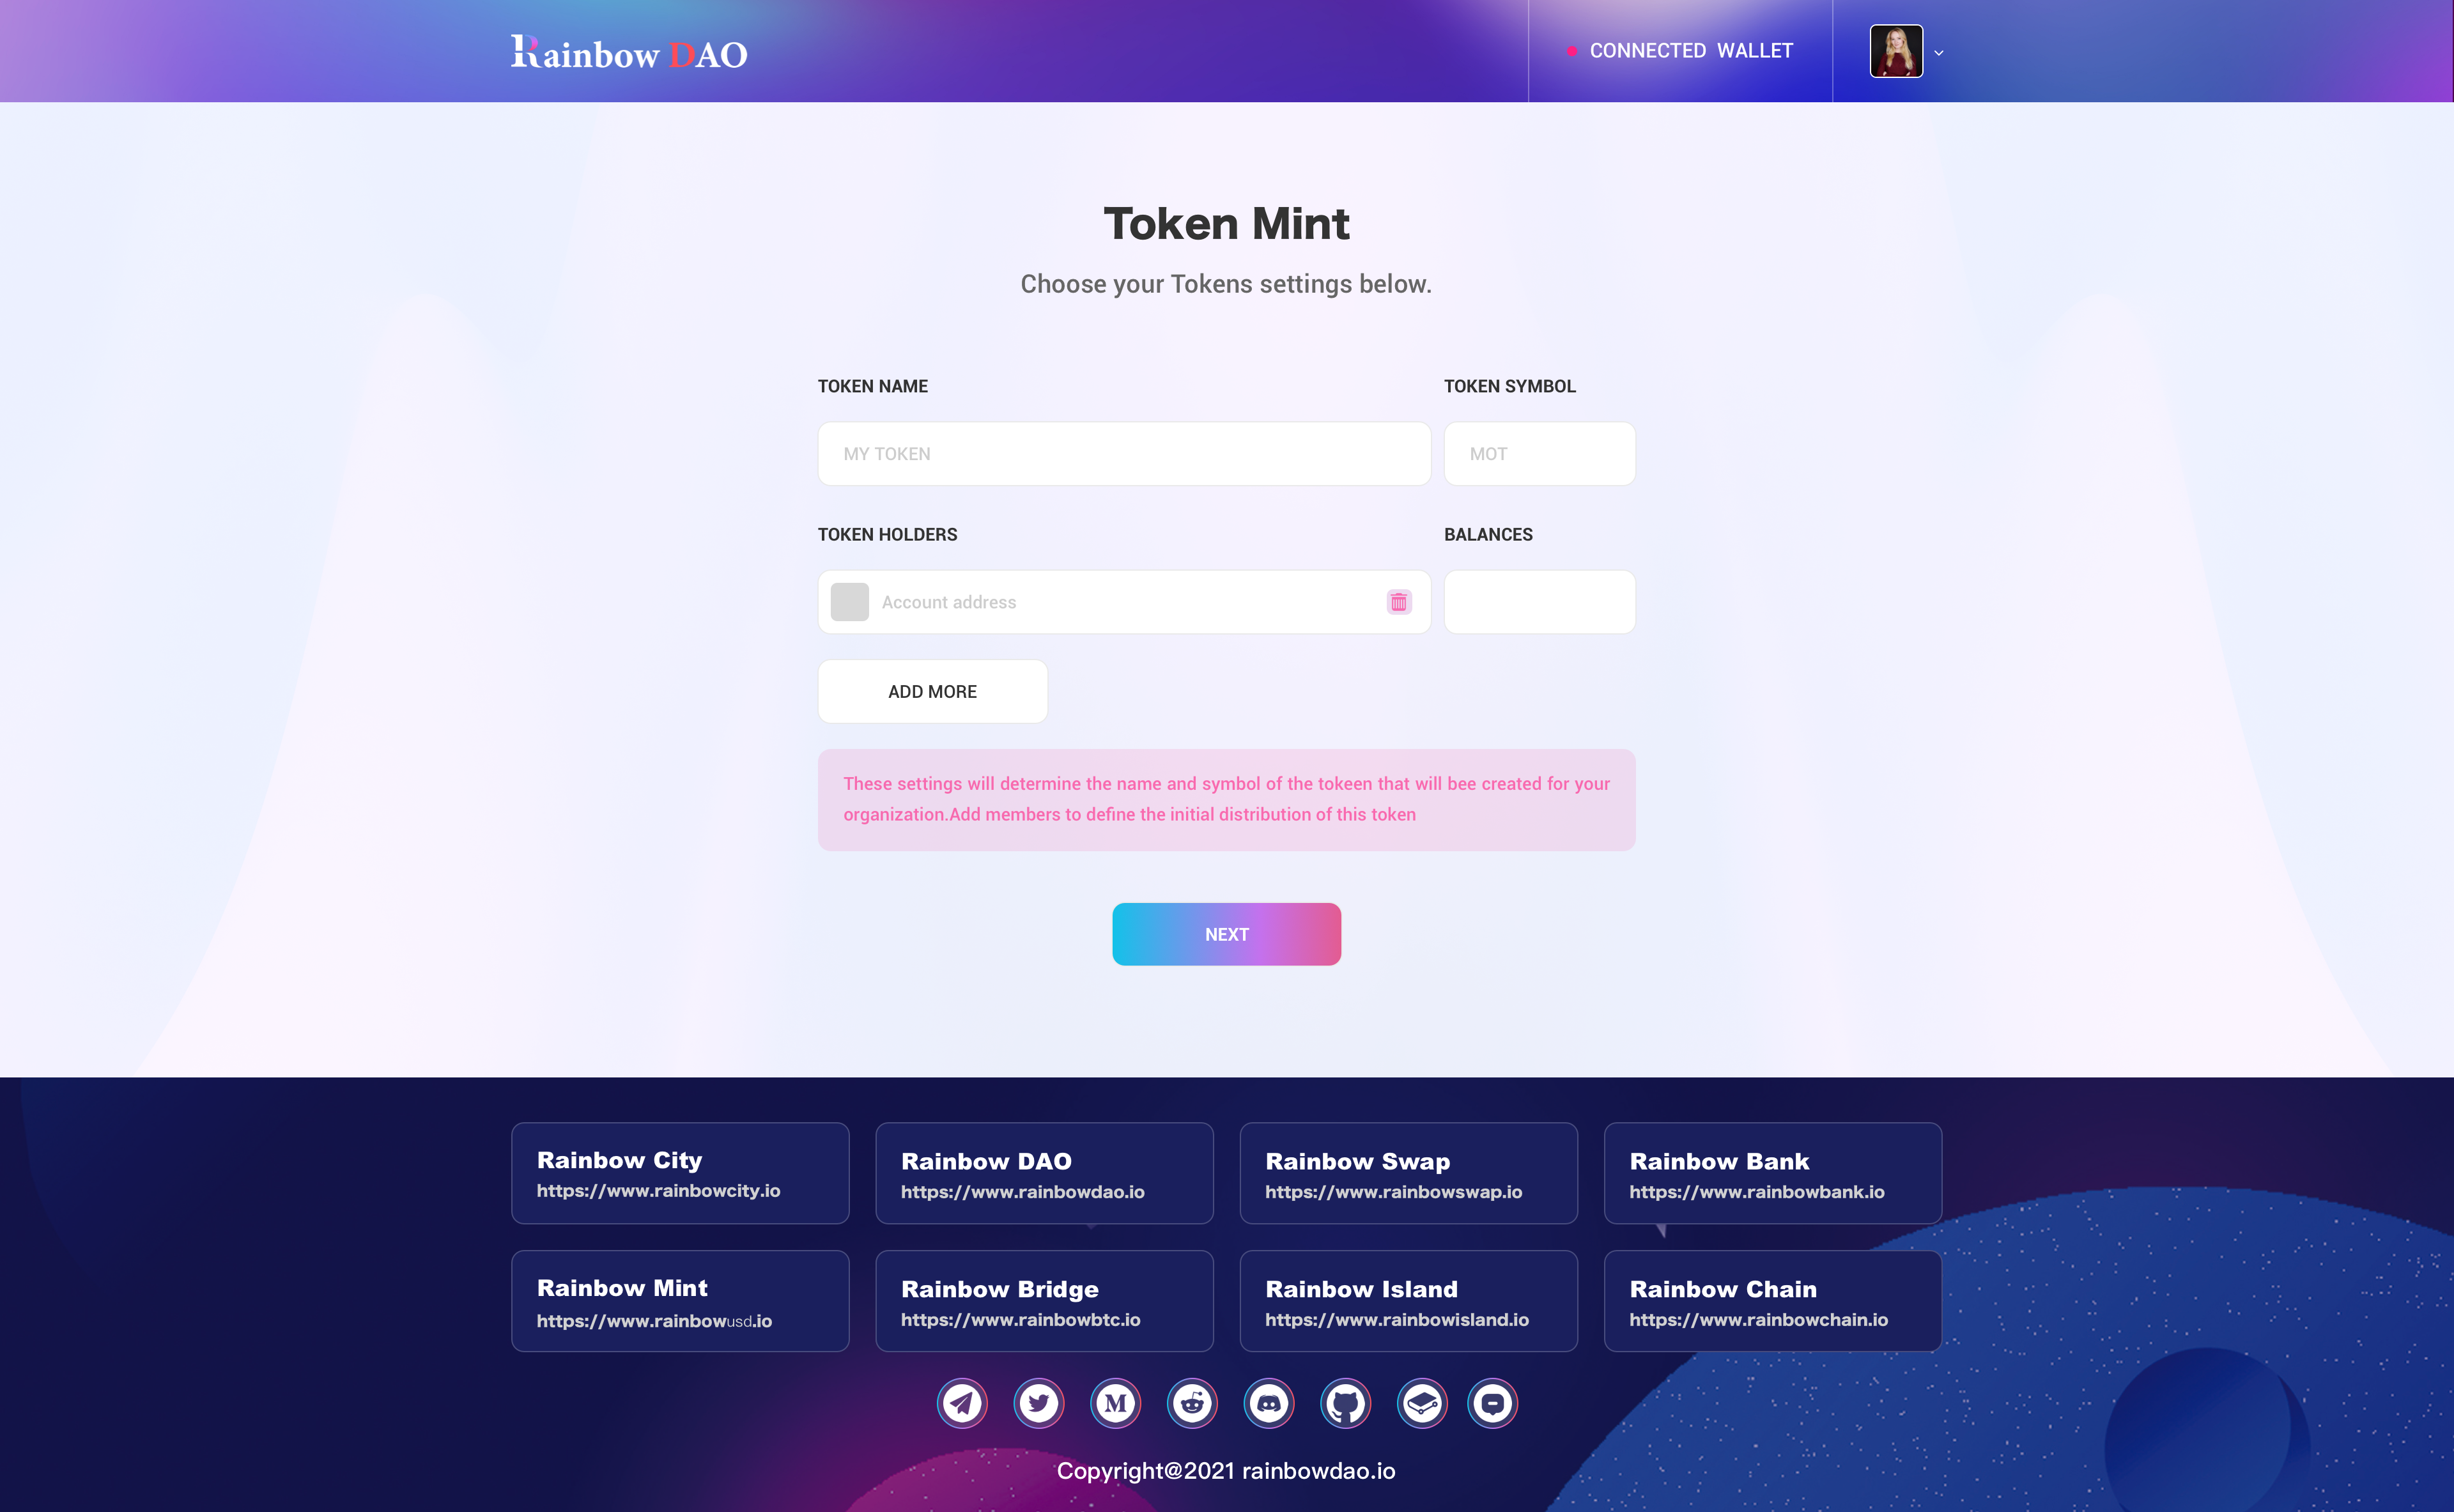 Rainbow DAO
CONNECTED WALLET
Token Mint
Choose your Tokens settings below.
TOKEN NAME
TOKEN SYMBOL
MY TOKEN
MOT
TOKEN HOLDERS
BALANCES
Account address
ADD MORE
These settings will determine the name and symbol of the tokeen that will bee created for your
organization.Add members to define the initial distribution of this token
NEXT
Rainbow City
https://www.rainbowcity.io
Rainbow DAO
https://www.rainbowdao.io
Rainbow Swap
https://www.rainbowswap.io
Rainbow Bank
https://www.rainbowbank.io
Rainbow Mint
https://www.rainbowusd.io
Rainbow Bridge
https://www.rainbowbtc.io
Rainbow Island
https://www.rainbowisland.io
Rainbow Chain
https://www.rainbowchain.io
M
Copyright@2021 rainbowdao.io